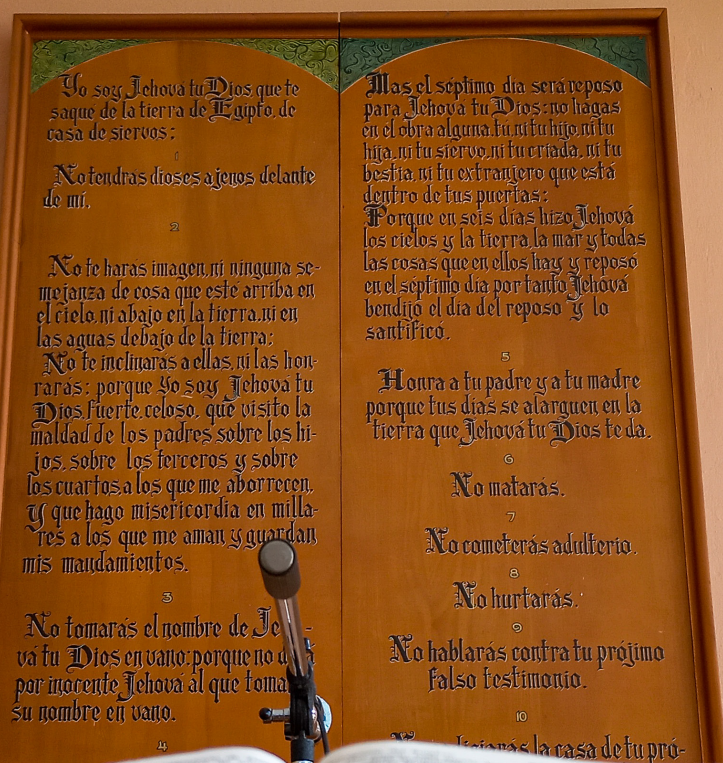 Yo soy Jehová tu Dios que te
saqué de la tierra de Egipto, de
casa de siervos:
1
No tendras dioses ajenos delante
de mí.
2
No te haras imagen, ni ninguna se-
mejanza de cosa que esté arriba en
el cielo, ni abajo en la tierra, ni en
las aguas debajo de la tierra;
No te inclinaras a ellas, ni las hon-
rarás; porque Yo soy Jehová tu
Dios, fuerte, celoso, que visito la
maldad de los padres sobre los hi-
jos, sobre los terceros y sobre
los cuartos, a los que me aborrecen,
Y que hago misericordia en milla-
res a los que me aman y guardan
mis mandamientos.
3
No tomarás el nombre de Je
vá tu Dios en vano: porque no
por inocente Jehová al que
su nombre en vano.
4
Mas el séptimo dia será reposo
para Jehová tu Dios: no hagas
en el obra alguna, tu, ni tu hijo, ni tu
hija, ni tu siervo, ni tu criada, ni tu
bestia, ni tu extranjero que está
dentro de tus puertas:
Porque en seis días hizo Jehová
los cielos y la tierra, la mar y todas
las cosas que en ellos hay y reposó
en el séptimo dia por tanto Jehóvá
bendijó el dia del reposo y lo
santifico.
5
Honra a tu padre y a tu madre
porque tus días se alarguen en la
tierra que Jehová tu Dios te da.
6
No matarás.
7
No cometerás adulterio.
8
No hurtarás.
9
No hablarás contra tu prójimo
falso testimonio.
10
la casa de tu pró-